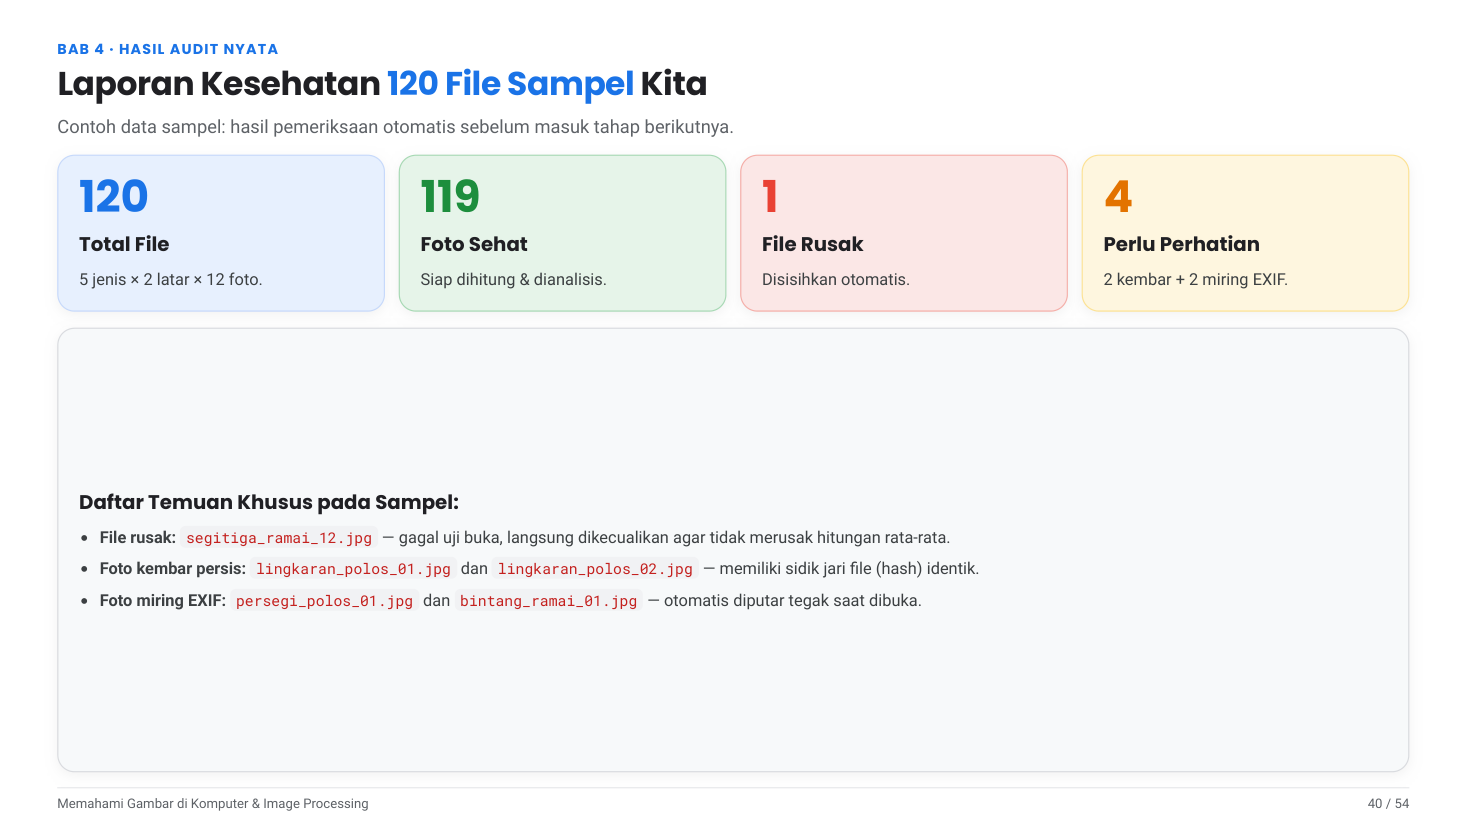 BAB 4 · HASIL AUDIT NYATA
Laporan Kesehatan 120 File Sampel Kita
Contoh data sampel: hasil pemeriksaan otomatis sebelum masuk tahap berikutnya.
120
Total File
5 jenis × 2 latar × 12 foto.
119
Foto Sehat
Siap dihitung & dianalisis.
1
File Rusak
Disisihkan otomatis.
4
Perlu Perhatian
2 kembar + 2 miring EXIF.
Daftar Temuan Khusus pada Sampel:
• File rusak: segitiga_ramai_12.jpg — gagal uji buka, langsung dikecualikan agar tidak merusak hitungan rata-rata.
• Foto kembar persis: lingkaran_polos_01.jpg dan lingkaran_polos_02.jpg — memiliki sidik jari file (hash) identik.
• Foto miring EXIF: persegi_polos_01.jpg dan bintang_ramai_01.jpg — otomatis diputar tegak saat dibuka.
Memahami Gambar di Komputer & Image Processing
40 / 54